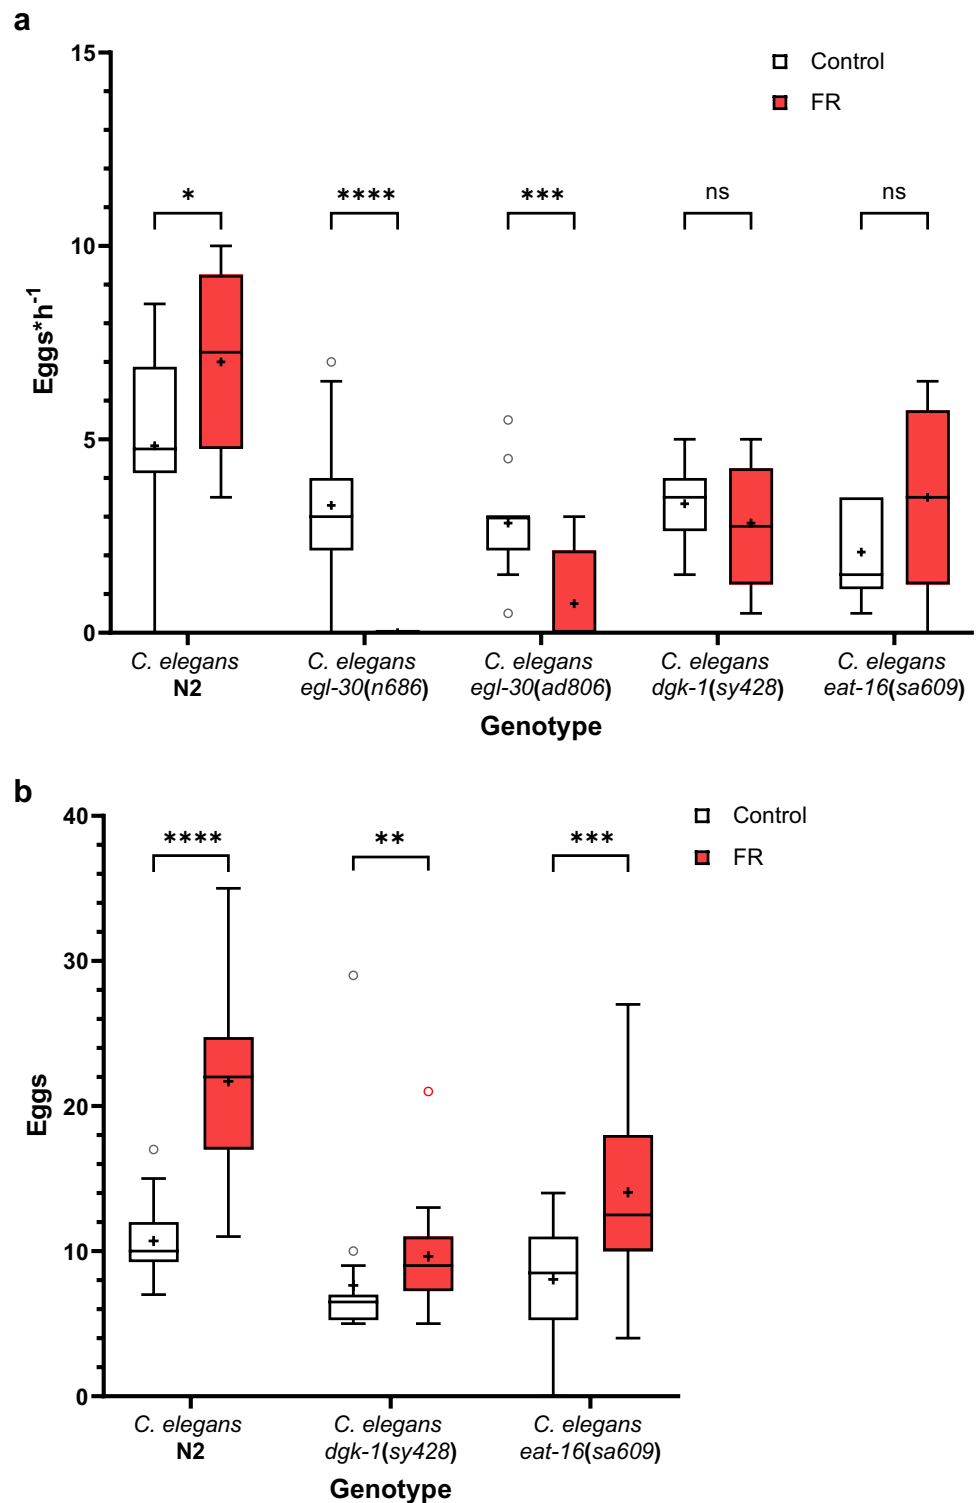 a
15
10
5
0
Eggs*h-1
Control
FR
*
****
***
ns
ns
C. elegans
N2
C. elegans
egl-30(n686)
C. elegans
egl-30(ad806)
C. elegans
dgk-1(sy428)
C. elegans
eat-16(sa609)
Genotype
b
40
30
20
10
0
Eggs
Control
FR
****
**
***
C. elegans
N2
C. elegans
dgk-1(sy428)
C. elegans
eat-16(sa609)
Genotype